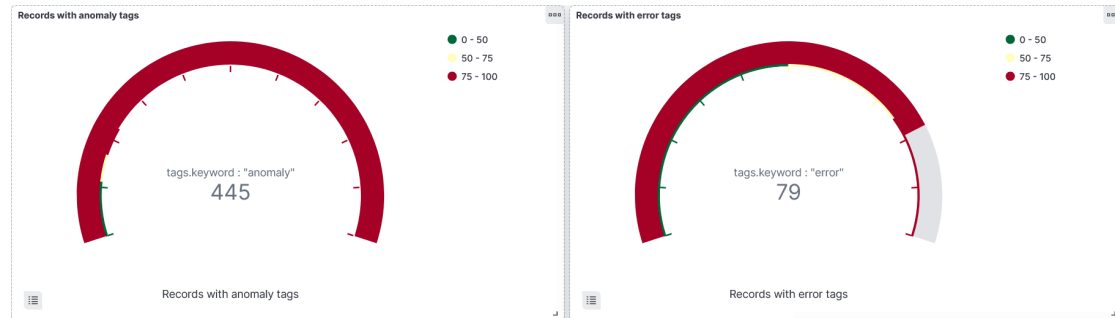 Records with anomaly tags
0 - 50
50 - 75
75 - 100
tags.keyword : "anomaly"
445
Records with anomaly tags
Records with error tags
0 - 50
50 - 75
75 - 100
tags.keyword : "error"
79
Records with error tags